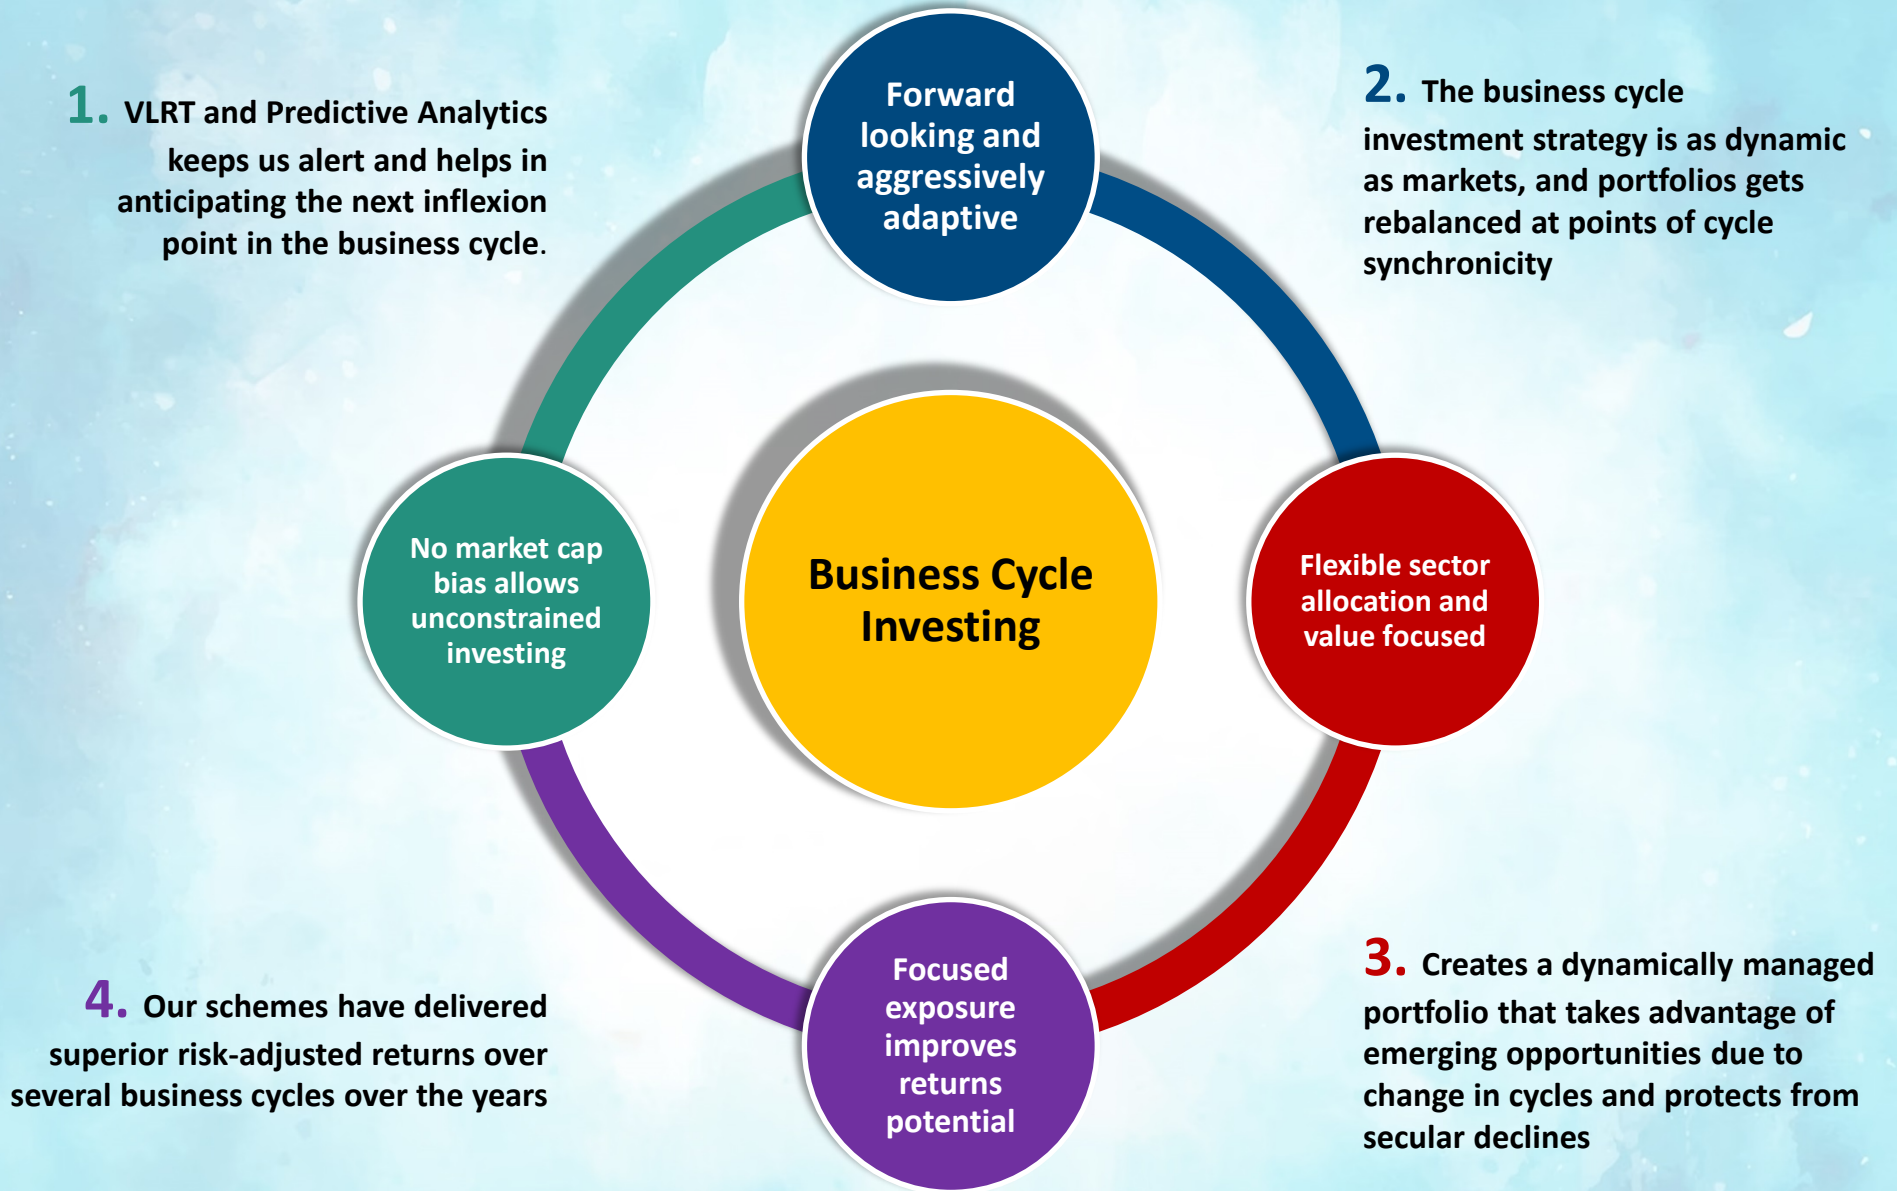 1. VLRT and Predictive Analytics
keeps us alert and helps in
anticipating the next inflexion
point in the business cycle.
Forward
looking and
aggressively
adaptive
2. The business cycle
investment strategy is as dynamic
as markets, and portfolios gets
rebalanced at points of cycle
synchronicity
No market cap
bias allows
unconstrained
investing
Business Cycle
Investing
Flexible sector
allocation and
value focused
4. Our schemes have delivered
superior risk-adjusted returns over
several business cycles over the years
Focused
exposure
improves
returns
potential
3. Creates a dynamically managed
portfolio that takes advantage of
emerging opportunities due to
change in cycles and protects from
secular declines